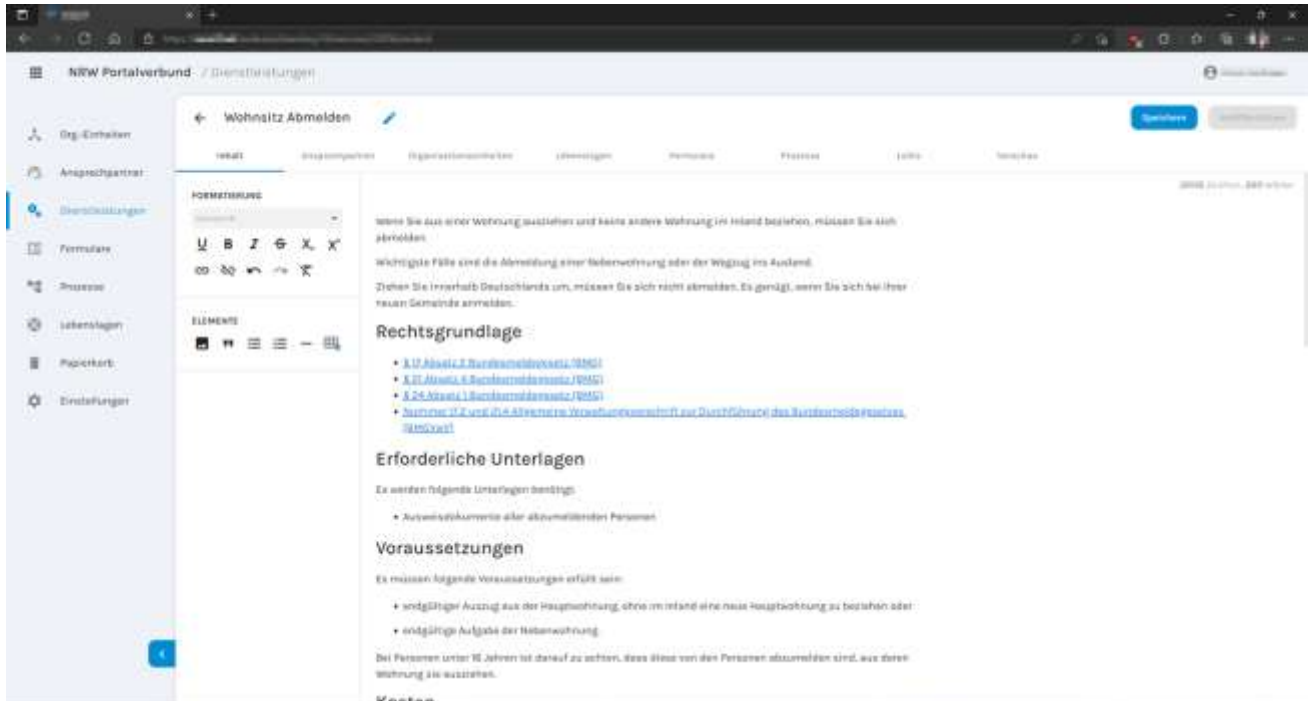 NRW Portalverbund / Dienstleistungen
Wohnsitz Abmelden
Speichern
Org.-Einheiten
Ansprechpartner
Dienstleistungen
Formulare
Prozesse
Lebenslagen
Papierkorb
Einstellungen
Inhalt Ansprechpartner Organisationseinheiten Lebenslagen Formulare Prozesse Links Vorschau
FORMATIERUNG
U B I S X₂ X²
ELEMENTE
Wenn Sie aus einer Wohnung ausziehen und keine andere Wohnung im Inland beziehen, müssen Sie sich
abmelden.
Wichtigste Fälle sind die Abmeldung einer Nebenwohnung oder der Wegzug ins Ausland.
Ziehen Sie innerhalb Deutschlands um, müssen Sie sich nicht abmelden. Es genügt, wenn Sie sich bei Ihrer
neuen Gemeinde anmelden.
Rechtsgrundlage
• § 17 Absatz 2 Bundesmeldegesetz (BMG)
• § 21 Absatz 4 Bundesmeldegesetz (BMG)
• § 24 Absatz 1 Bundesmeldegesetz (BMG)
• Nummer 17.2 und 21.4 Allgemeine Verwaltungsvorschrift zur Durchführung des Bundesmeldegesetzes
(BMGVwV)
Erforderliche Unterlagen
Es werden folgende Unterlagen benötigt:
• Ausweisdokumente aller abzumeldenden Personen
Voraussetzungen
Es müssen folgende Voraussetzungen erfüllt sein:
• endgültiger Auszug aus der Hauptwohnung, ohne im Inland eine neue Hauptwohnung zu beziehen oder
• endgültige Aufgabe der Nebenwohnung
Bei Personen unter 16 Jahren ist darauf zu achten, dass diese von den Personen abzumelden sind, aus deren
Wohnung sie ausziehen.
Kosten